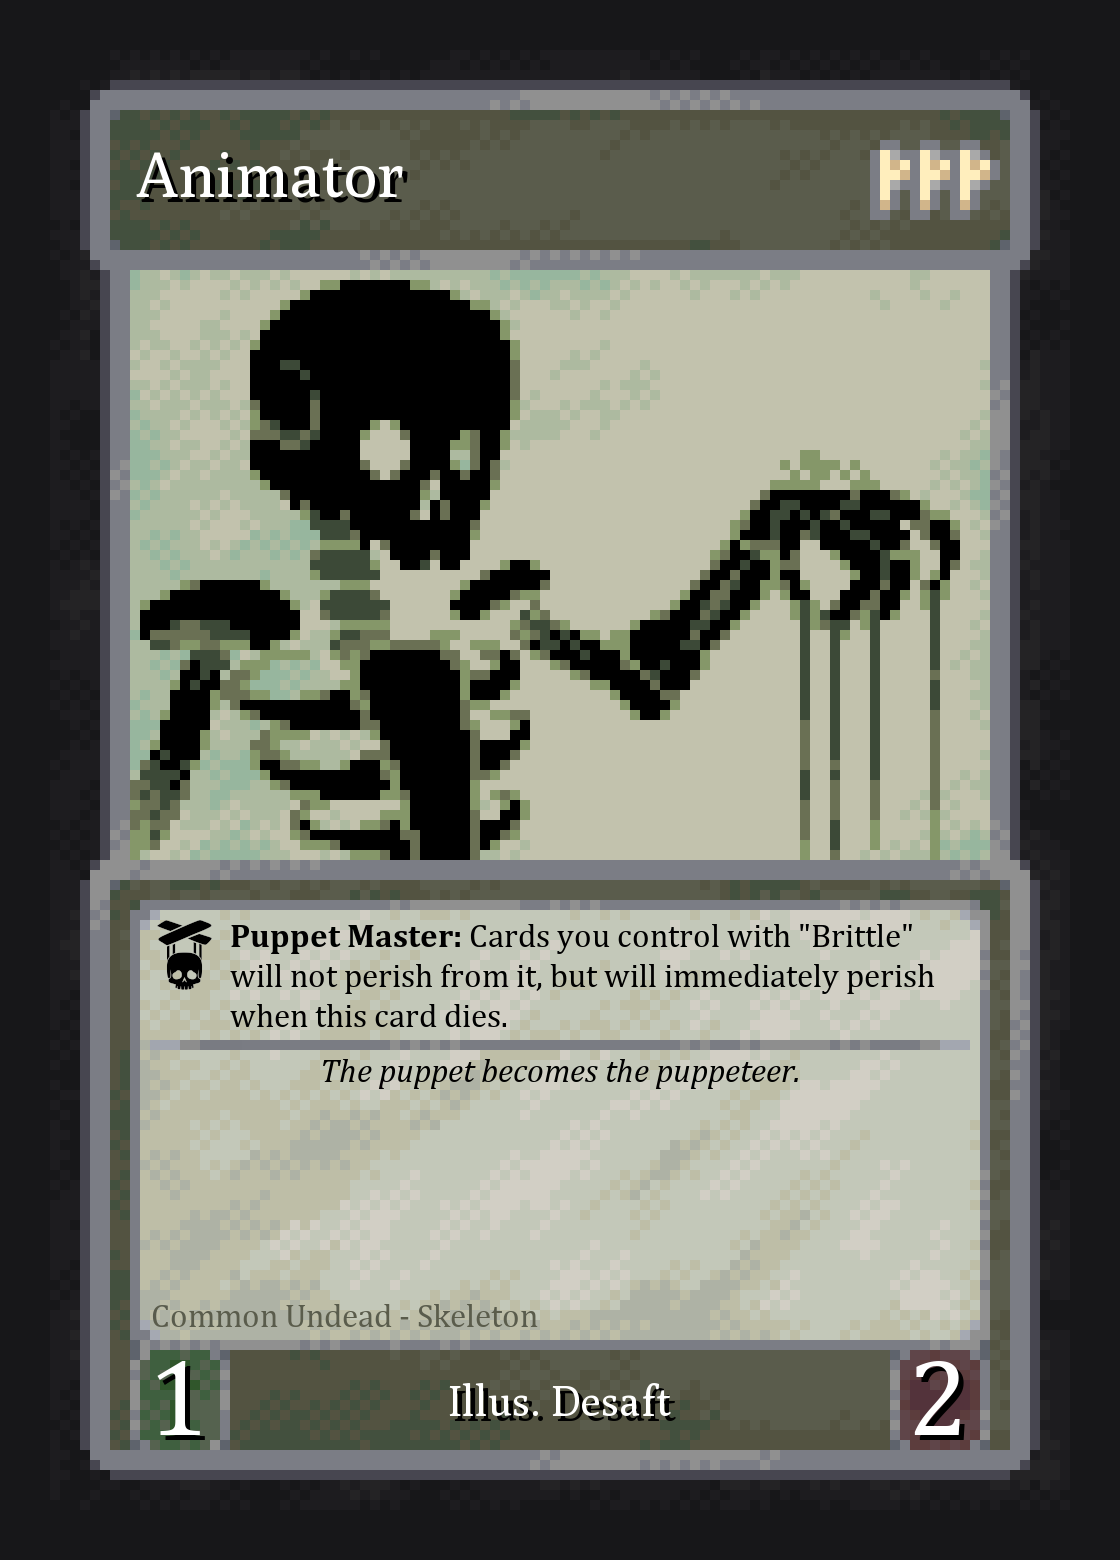 Animator
Puppet Master: Cards you control with "Brittle"
will not perish from it, but will immediately perish
when this card dies.
The puppet becomes the puppeteer.
Common Undead - Skeleton
1
Illus. Desaft
2